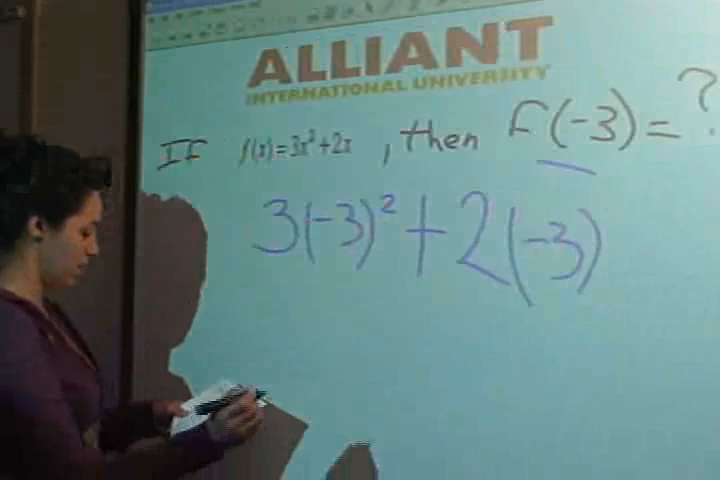 ALLIANT
INTERNATIONAL UNIVERSITY
IF f(x)=3x²+2x , then f(-3)=?
3(-3)²+2(-3)